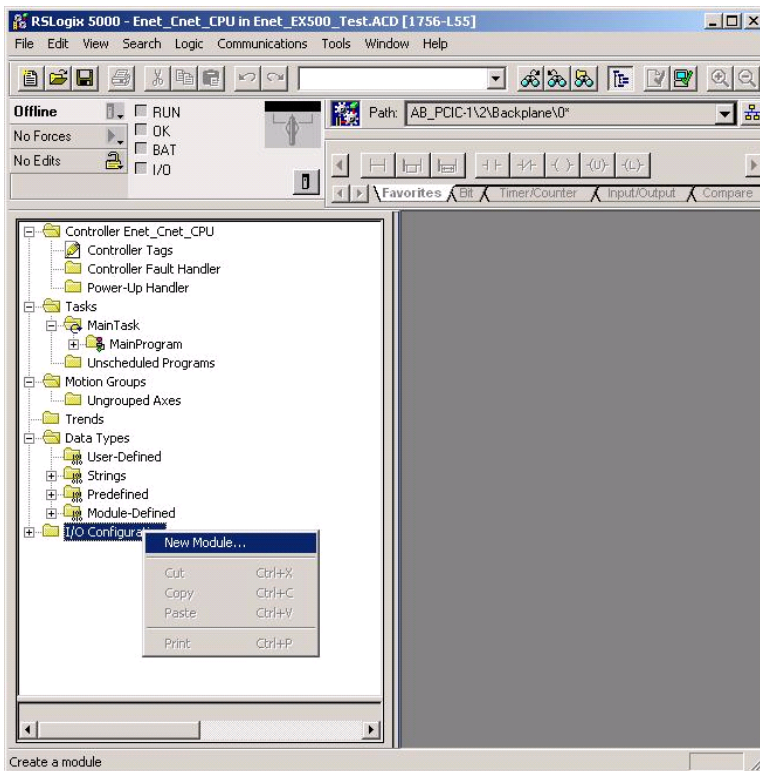 RSLogix 5000 - Enet_Cnet_CPU in Enet_EX500_Test.ACD [1756-L55]
File Edit View Search Logic Communications Tools Window Help
Offline
RUN
Path: AB_PCIC-1\2\Backplane\0*
No Forces
OK
BAT
No Edits
I/O
Favorites Bit Timer/Counter Input/Output Compare
Controller Enet_Cnet_CPU
Controller Tags
Controller Fault Handler
Power-Up Handler
Tasks
MainTask
MainProgram
Unscheduled Programs
Motion Groups
Ungrouped Axes
Trends
Data Types
User-Defined
Strings
Predefined
Module-Defined
I/O Configurati
New Module...
Cut Ctrl+X
Copy Ctrl+C
Paste Ctrl+V
Print Ctrl+P
Create a module